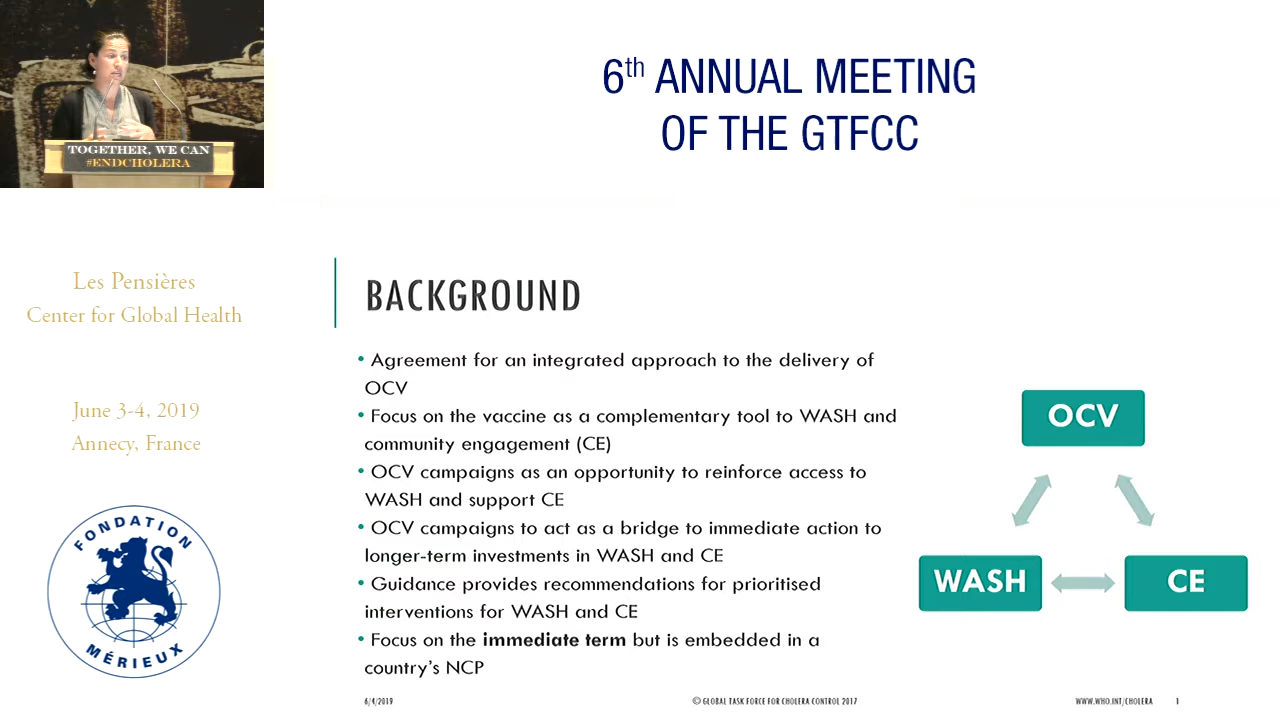 TOGETHER, WE CAN
#ENDCHOLERA
6th ANNUAL MEETING
OF THE GTFCC
Les Pensières
Center for Global Health
June 3-4, 2019
Annecy, France
FONDATION
MÉRIEUX
BACKGROUND
• Agreement for an integrated approach to the delivery of
OCV
• Focus on the vaccine as a complementary tool to WASH and
community engagement (CE)
• OCV campaigns as an opportunity to reinforce access to
WASH and support CE
• OCV campaigns to act as a bridge to immediate action to
longer-term investments in WASH and CE
• Guidance provides recommendations for prioritised
interventions for WASH and CE
• Focus on the immediate term but is embedded in a
country's NCP
OCV
WASH
CE
6/4/2019
© GLOBAL TASK FORCE FOR CHOLERA CONTROL 2017
WWW.WHO.INT/CHOLERA
1